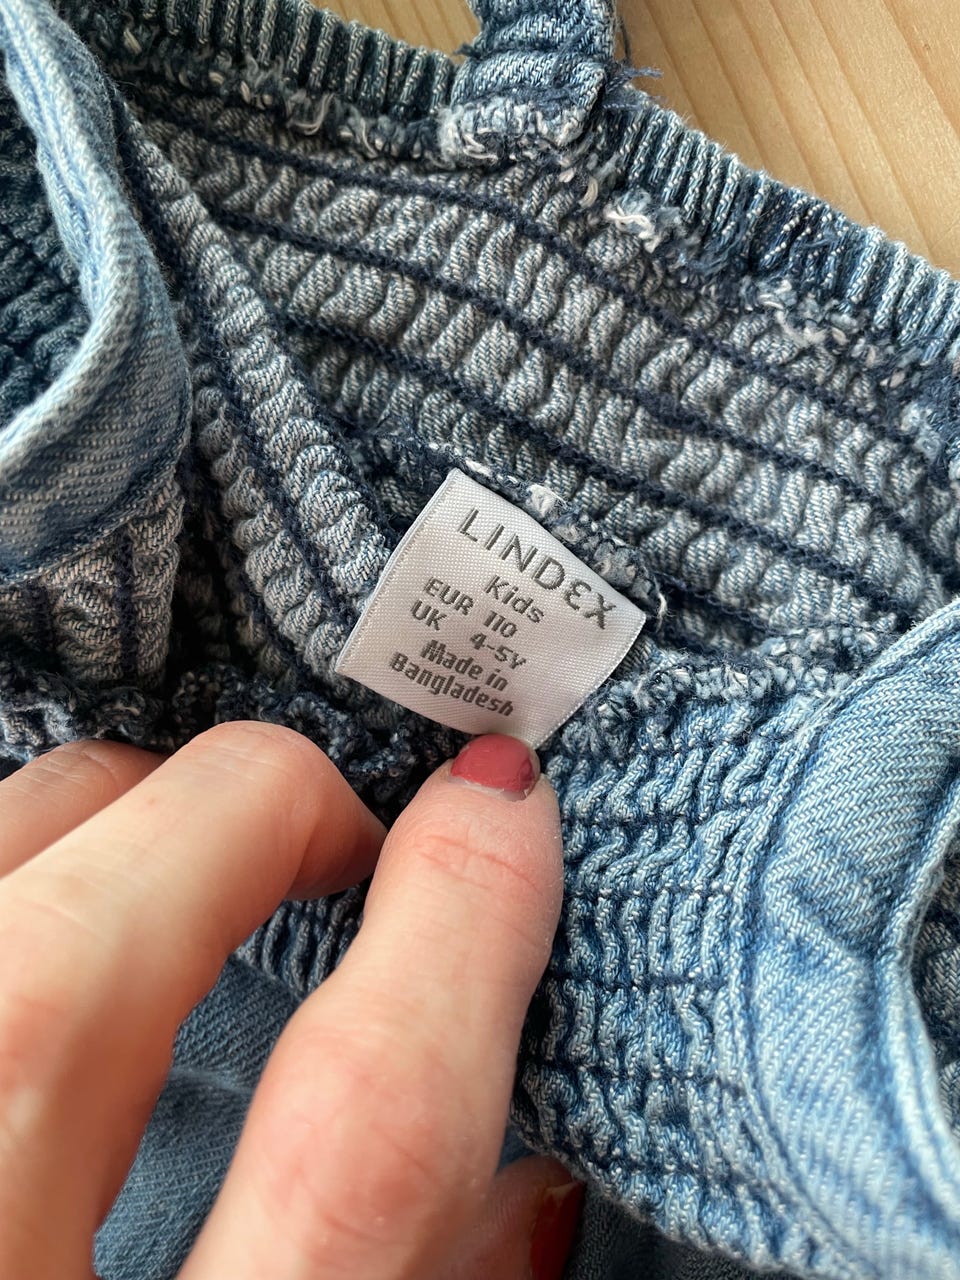 LINDEX
Kids
EUR 110
UK 4-5Y
Made in
Bangladesh